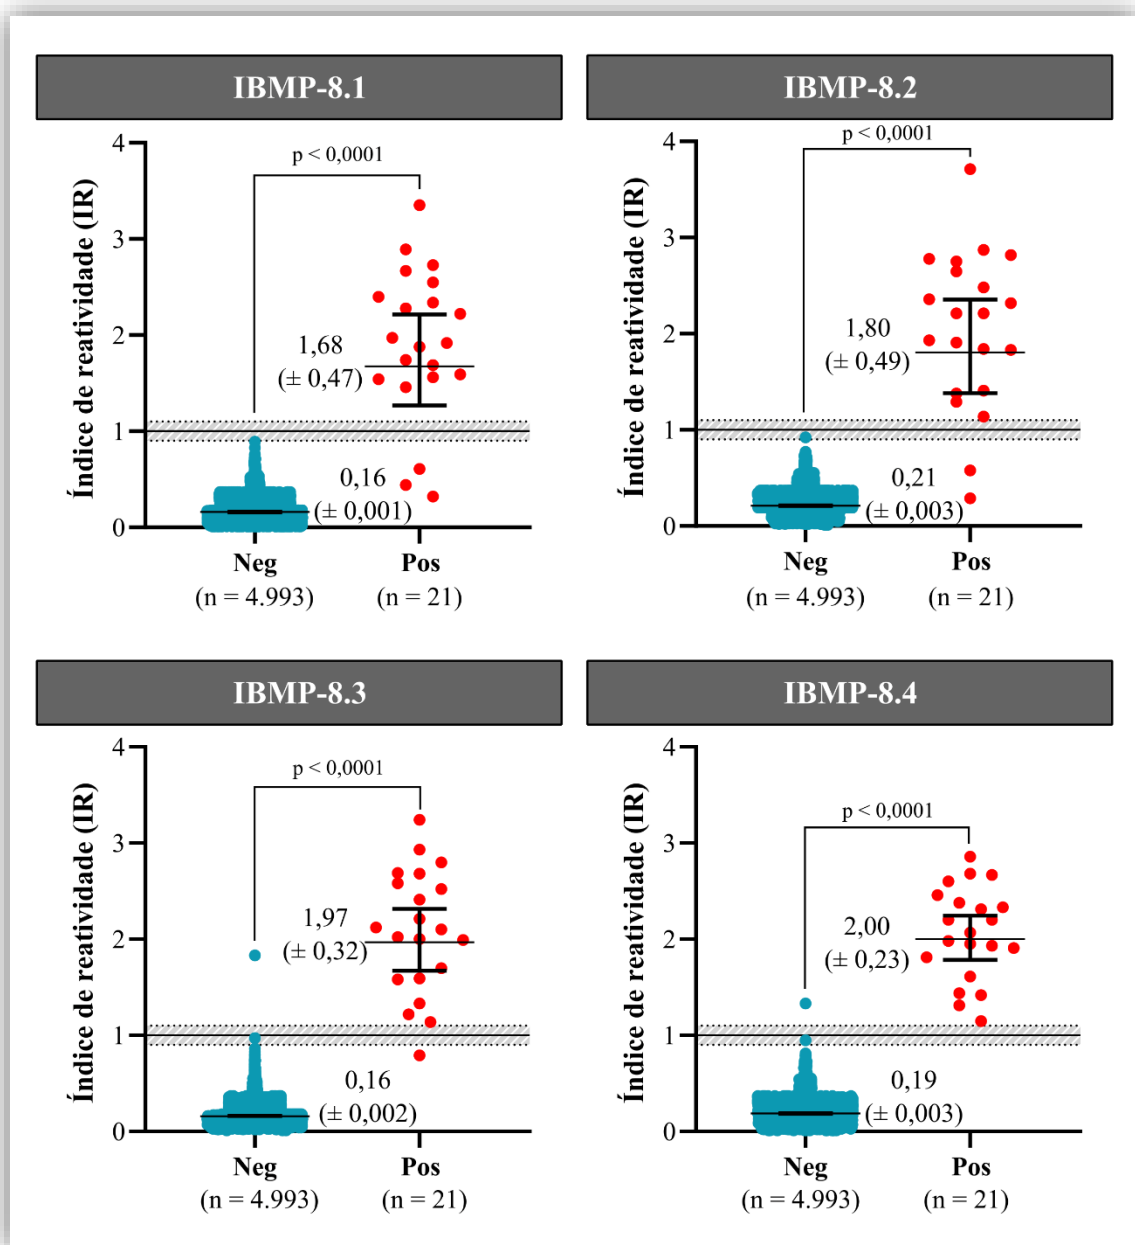 IBMP-8.1
p < 0,0001
Índice de reatividade (IR)
4
3
2
1
0
1,68
(± 0,47)
0,16
(± 0,001)
Neg
(n = 4.993)
Pos
(n = 21)
IBMP-8.2
p < 0,0001
Índice de reatividade (IR)
4
3
2
1
0
1,80
(± 0,49)
0,21
(± 0,003)
Neg
(n = 4.993)
Pos
(n = 21)
IBMP-8.3
p < 0,0001
Índice de reatividade (IR)
4
3
2
1
0
1,97
(± 0,32)
0,16
(± 0,002)
Neg
(n = 4.993)
Pos
(n = 21)
IBMP-8.4
p < 0,0001
Índice de reatividade (IR)
4
3
2
1
0
2,00
(± 0,23)
0,19
(± 0,003)
Neg
(n = 4.993)
Pos
(n = 21)